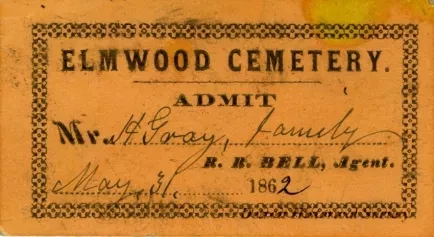 ELMWOOD CEMETERY.
ADMIT
Mr. H Gray, family
R. R. BELL, Agent.
May, 31, 1862